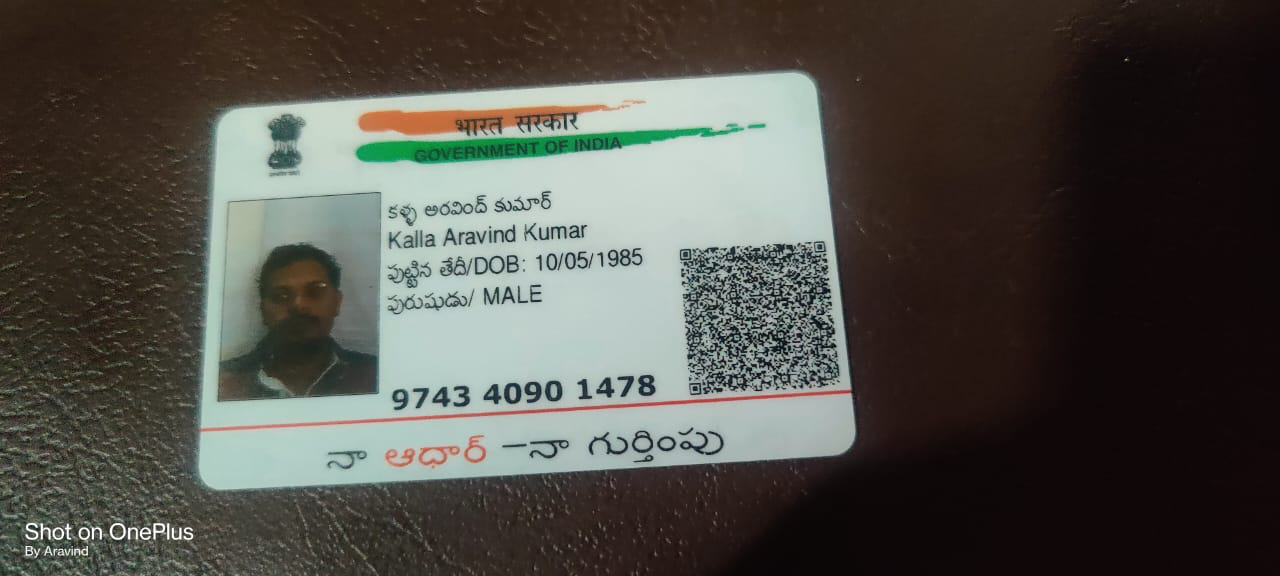 भारत सरकार
GOVERNMENT OF INDIA
కళ్ళ అరవింద్ కుమార్
Kalla Aravind Kumar
పుట్టిన తేదీ/DOB: 10/05/1985
పురుషుడు/ MALE
9743 4090 1478
నా ఆధార్ –నా గుర్తింపు
Shot on OnePlus
By Aravind